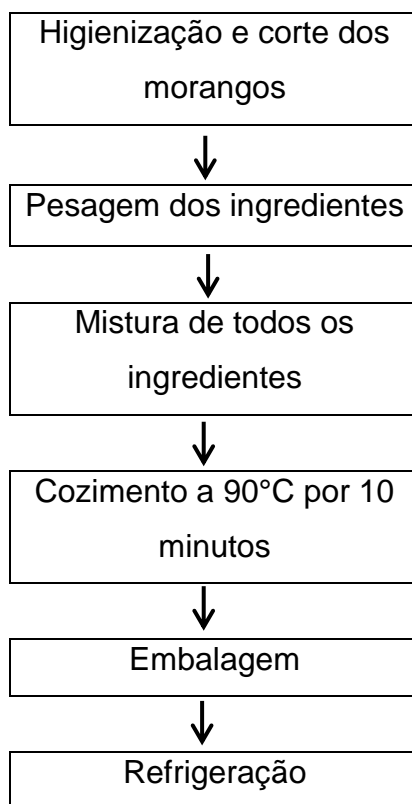 Higienização e corte dos
morangos
Pesagem dos ingredientes
Mistura de todos os
ingredientes
Cozimento a 90°C por 10
minutos
Embalagem
Refrigeração